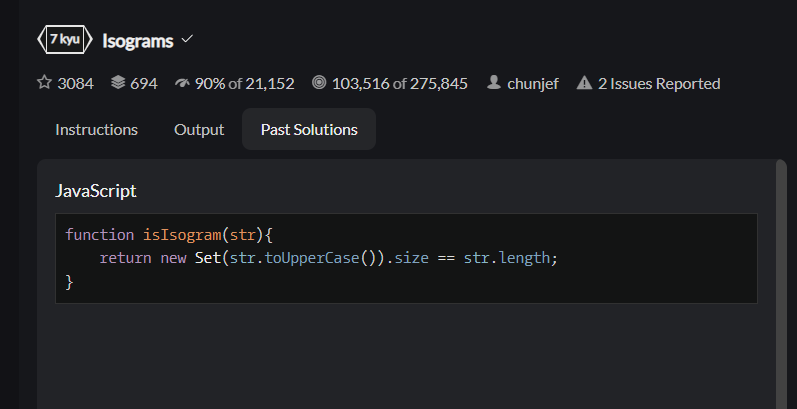 7 kyu Isograms
3084 694 90% of 21,152 103,516 of 275,845 chunjef 2 Issues Reported
Instructions Output Past Solutions
JavaScript
function isIsogram(str){
    return new Set(str.toUpperCase()).size == str.length;
}